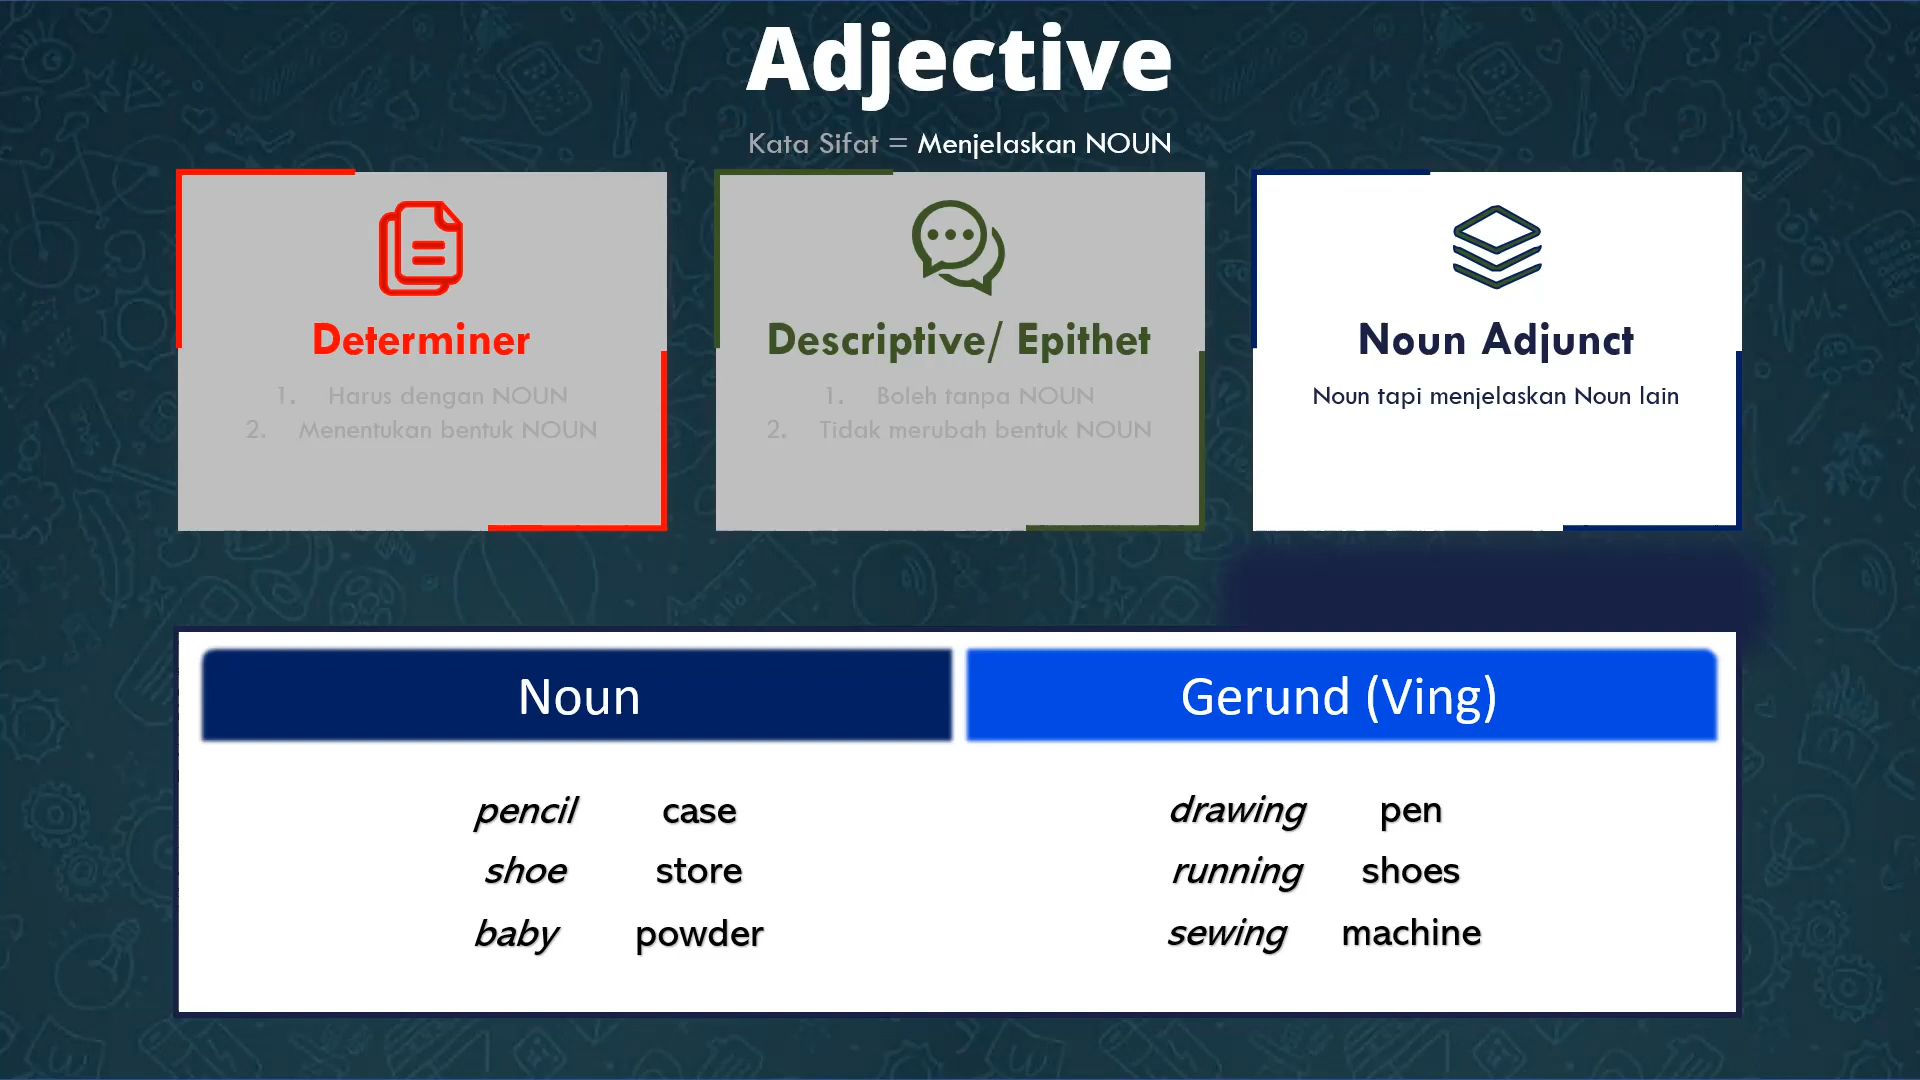 Adjective
Kata Sifat = Menjelaskan NOUN
Determiner
1. Harus dengan NOUN
2. Menentukan bentuk NOUN
Descriptive/ Epithet
1. Boleh tanpa NOUN
2. Tidak merubah bentuk NOUN
Noun Adjunct
Noun tapi menjelaskan Noun lain
Noun
pencil case
shoe store
baby powder
Gerund (Ving)
drawing pen
running shoes
sewing machine